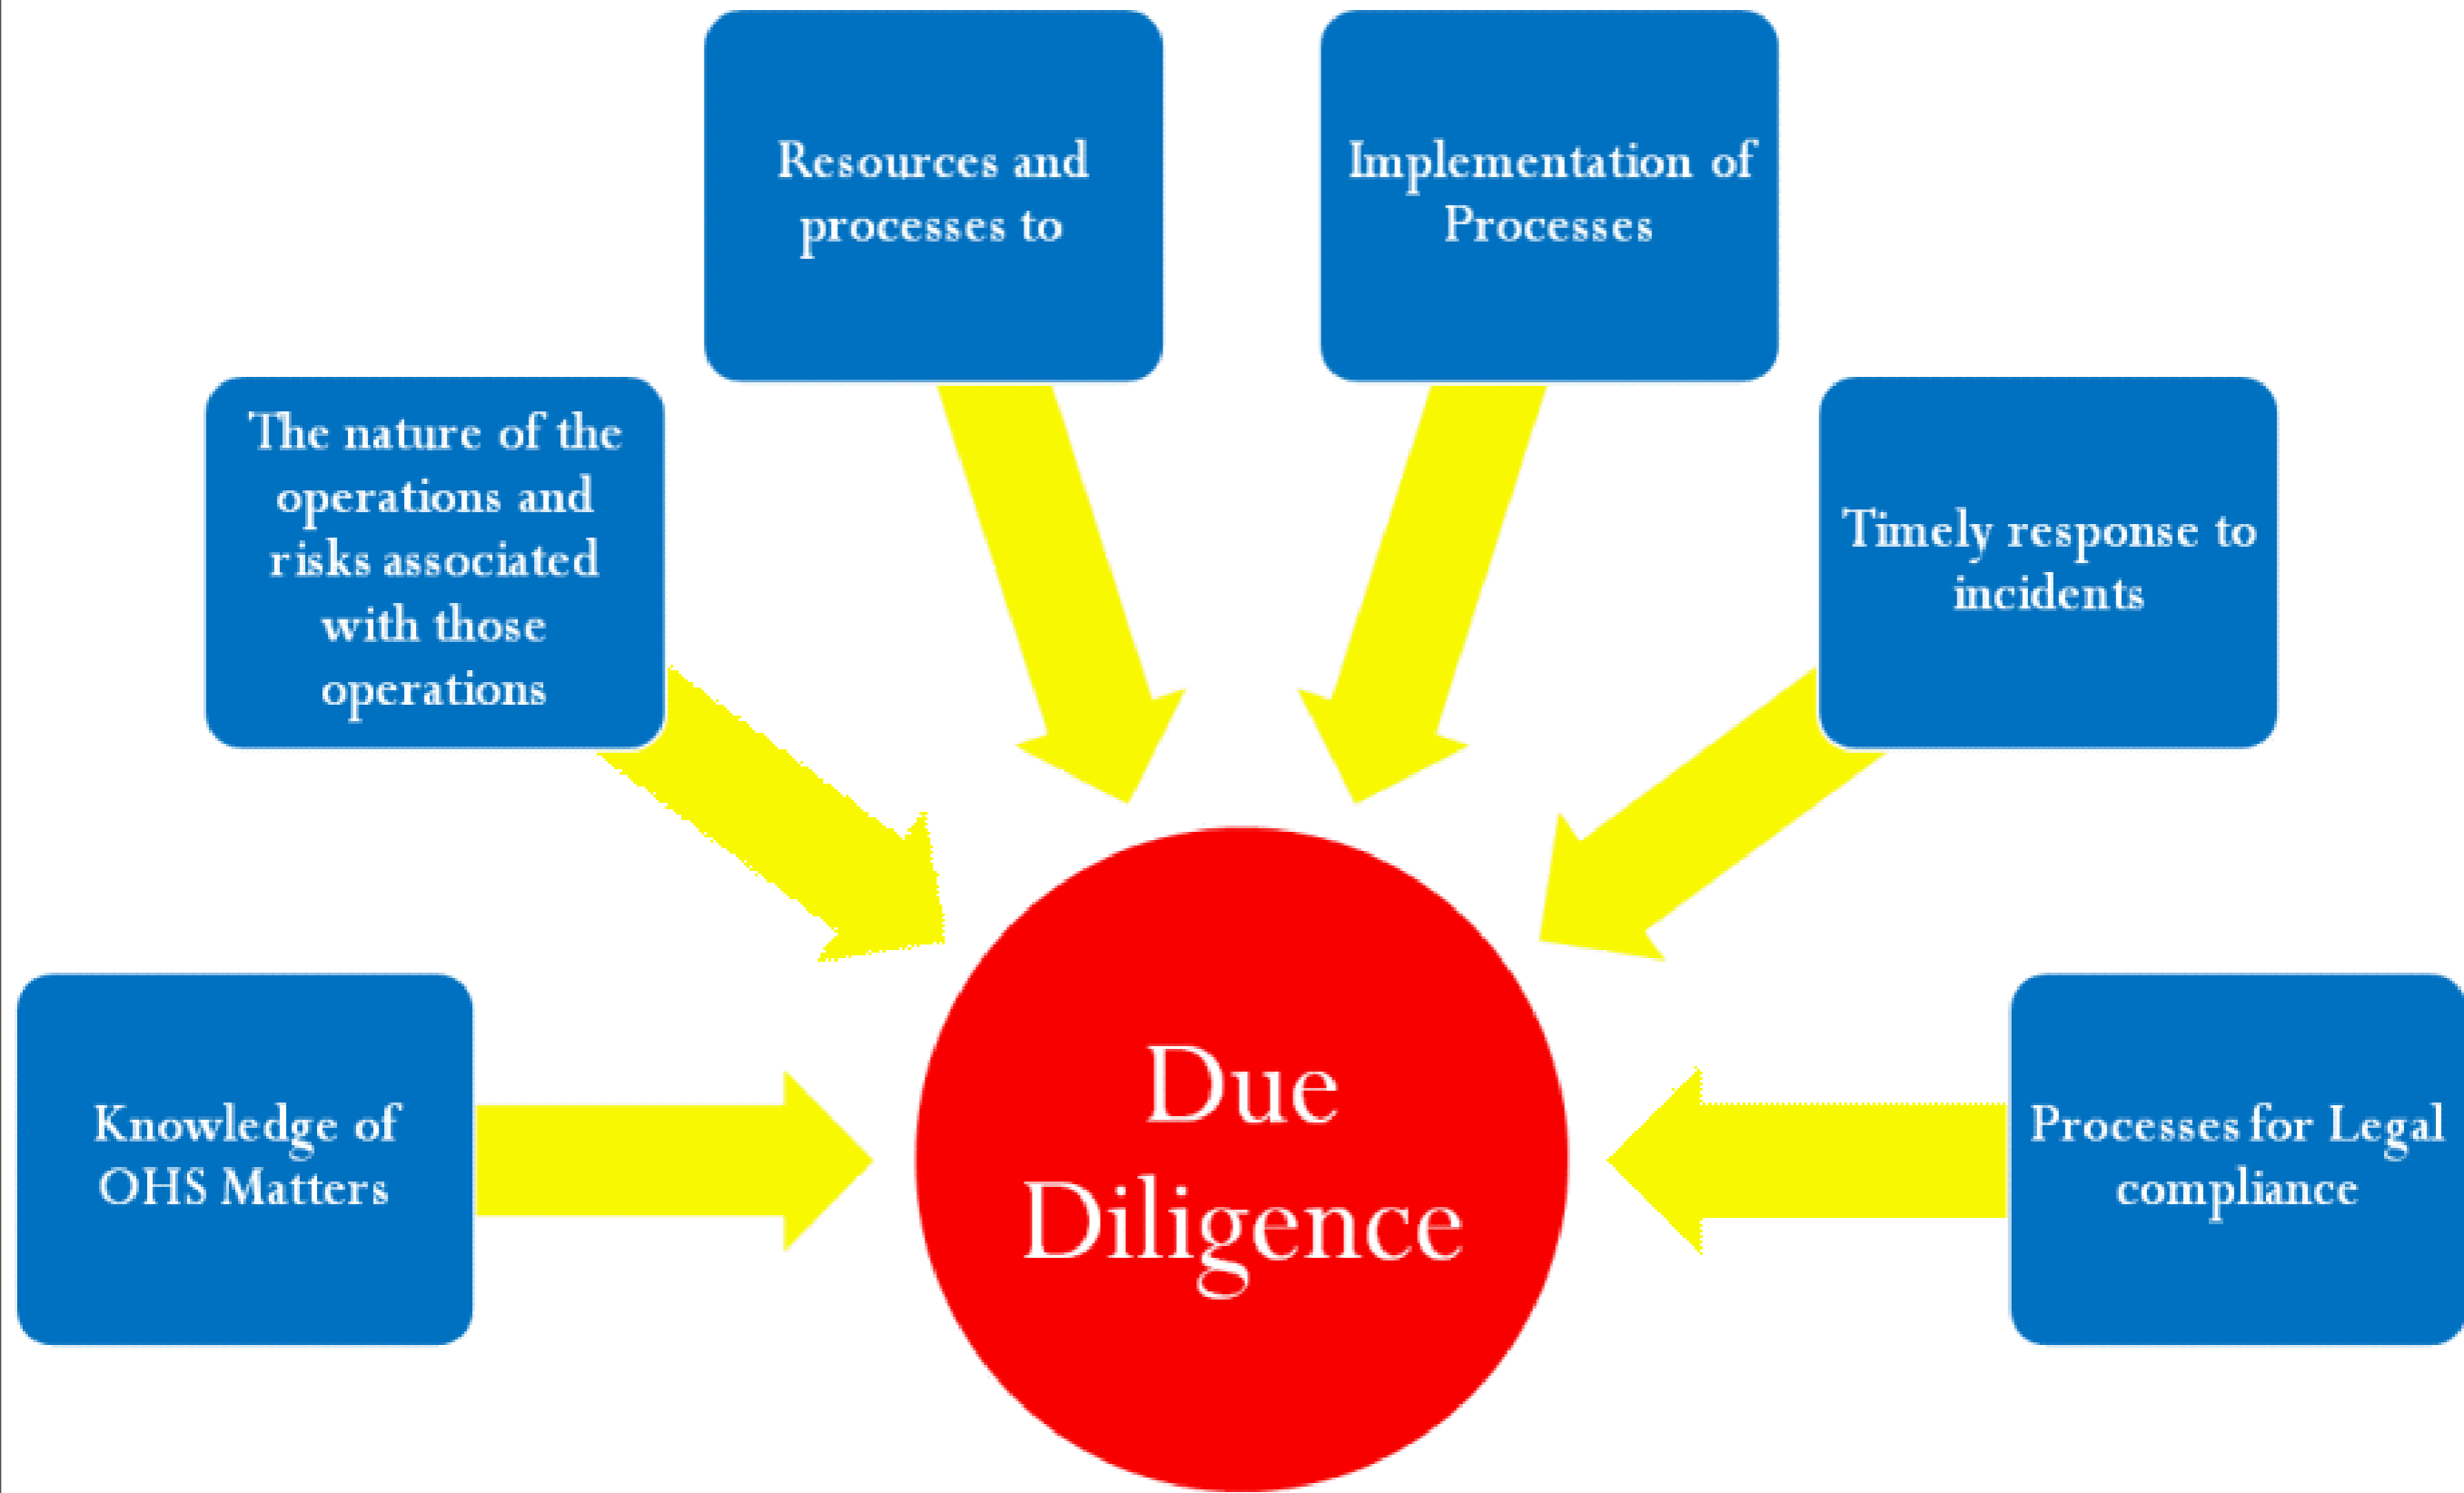 Resources and
processes to
Implementation of
Processes
The nature of the
operations and
risks associated
with those
operations
Timely response to
incidents
Knowledge of
OHS Matters
Due
Diligence
Processes for Legal
compliance